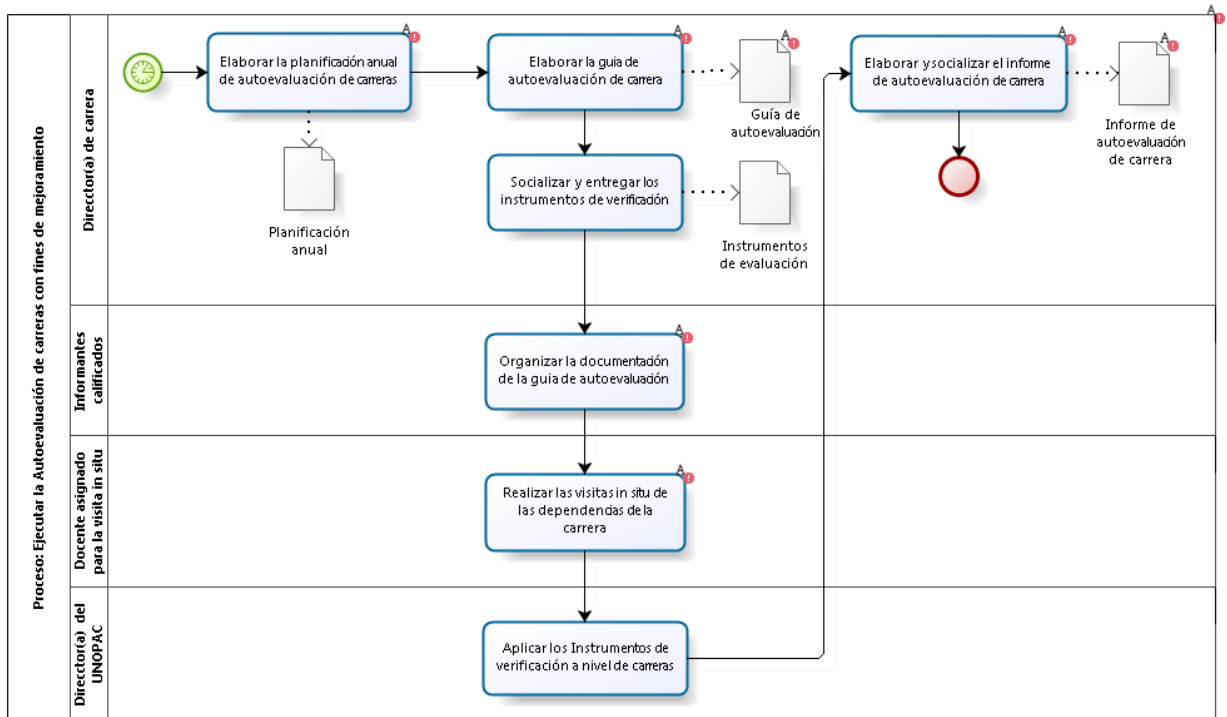 Proceso: Ejecutar la Autoevaluación de carreras con fines de mejoramiento
Direcctor(a) de carrera
Elaborar la planificación anual
de autoevaluación de carreras
A
Planificación
anual
Elaborar la guia de
autoevaluación de carrera
A
A
Guía de
autoevaluación
Socializar y entregar los
instrumentos de verificación
Instrumentos
de evaluación
Elaborar y socializar el informe
de autoevaluación de carrera
A
A
Informe de
autoevaluación
de carrera
A
Informantes
calificados
Organizar la documentación
de la guia de autoevaluación
A
Docente asignado
para la visita in situ
Realizar las visitas in situ de
las dependencias de la
carrera
A
Direcctor(a) del
UNOPAC
Aplicar los Instrumentos de
verificación a nivel de carreras